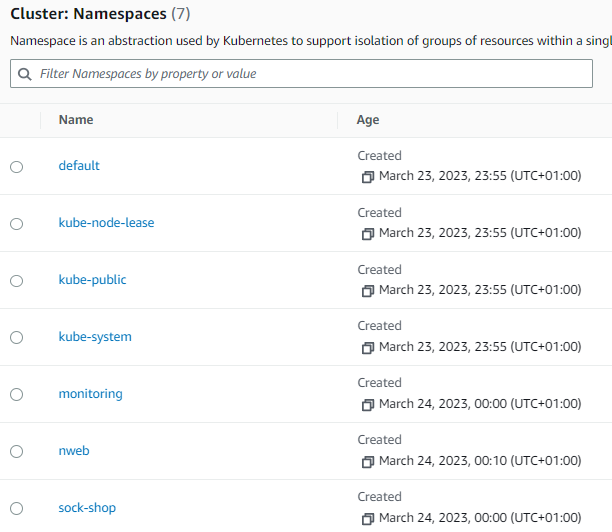 Cluster: Namespaces (7)
Namespace is an abstraction used by Kubernetes to support isolation of groups of resources within a singl
Filter Namespaces by property or value
Name Age
Created
default
March 23, 2023, 23:55 (UTC+01:00)
Created
kube-node-lease
March 23, 2023, 23:55 (UTC+01:00)
Created
kube-public
March 23, 2023, 23:55 (UTC+01:00)
Created
kube-system
March 23, 2023, 23:55 (UTC+01:00)
Created
monitoring
March 24, 2023, 00:00 (UTC+01:00)
Created
nweb
March 24, 2023, 00:10 (UTC+01:00)
Created
sock-shop
March 24, 2023, 00:00 (UTC+01:00)